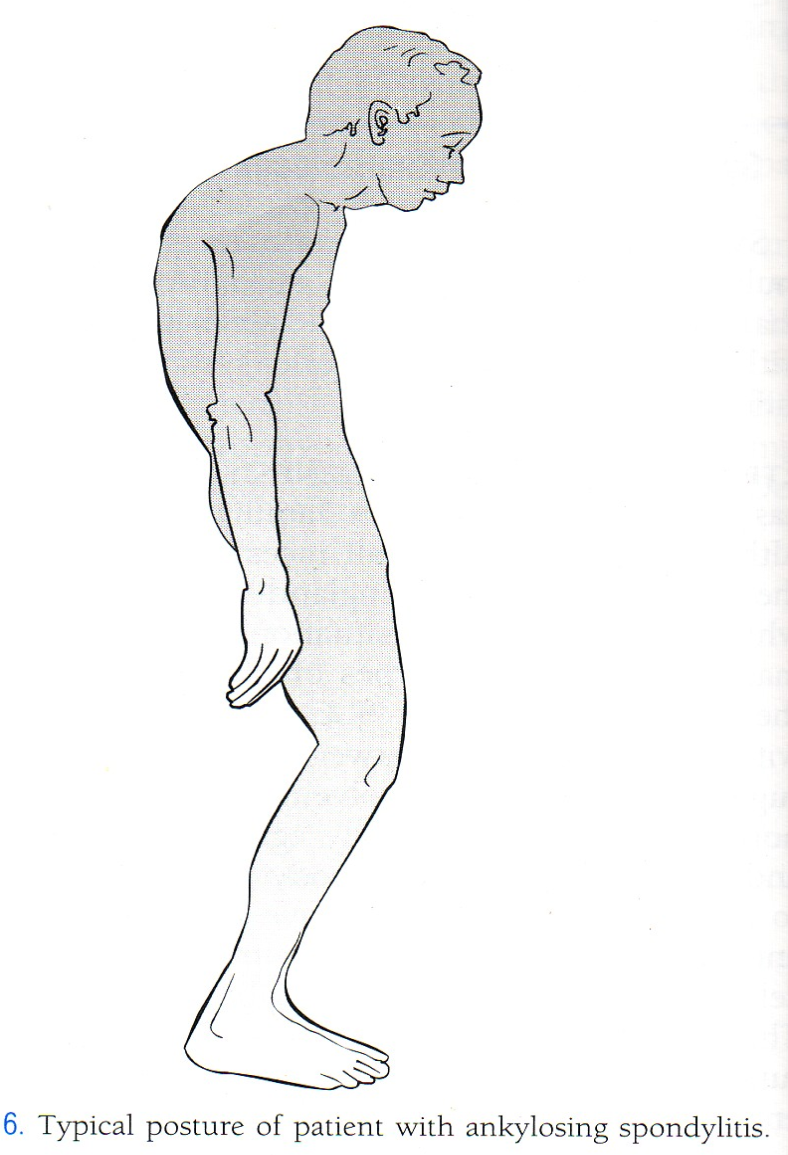 6. Typical posture of patient with ankylosing spondylitis.